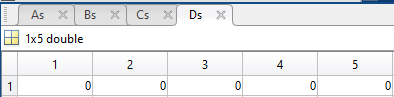 As x Bs x Cs x Ds x
1x5 double
1 2 3 4 5
1 0 0 0 0 0